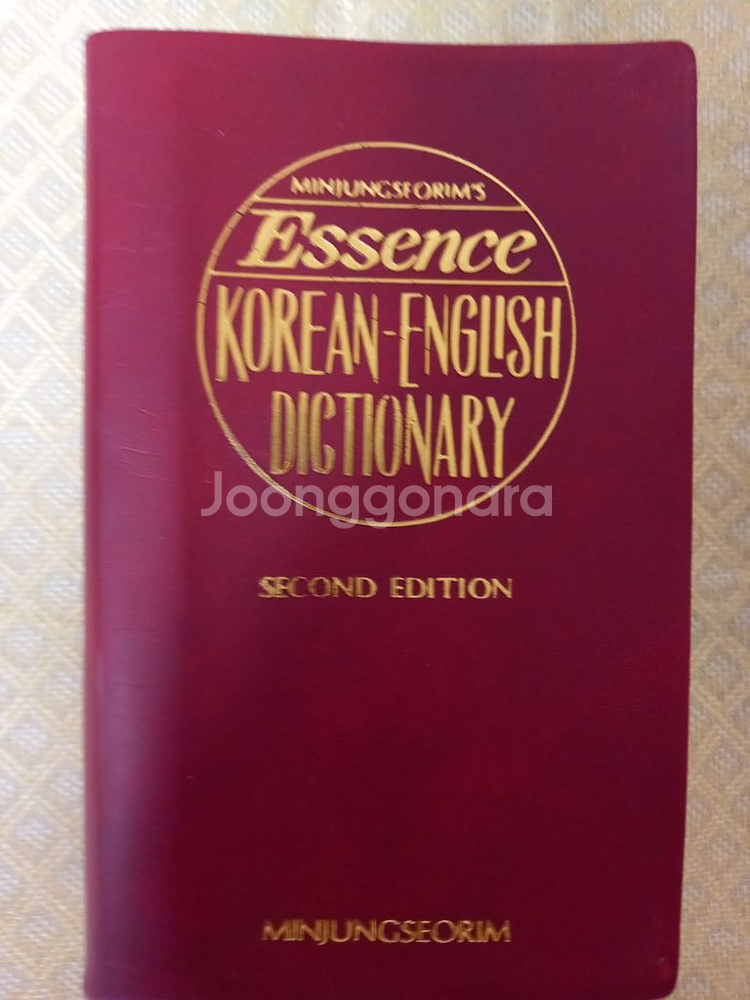 MINJUNGSEORIM'S
Essence
KOREAN-ENGLISH
DICTIONARY
Joonggonara
SECOND EDITION
MINJUNGSEORIM